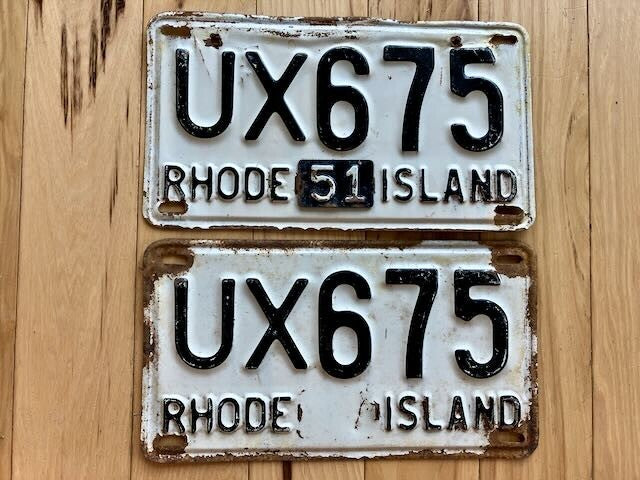 UX675
RHODE 51 ISLAND
UX675
RHODE ISLAND